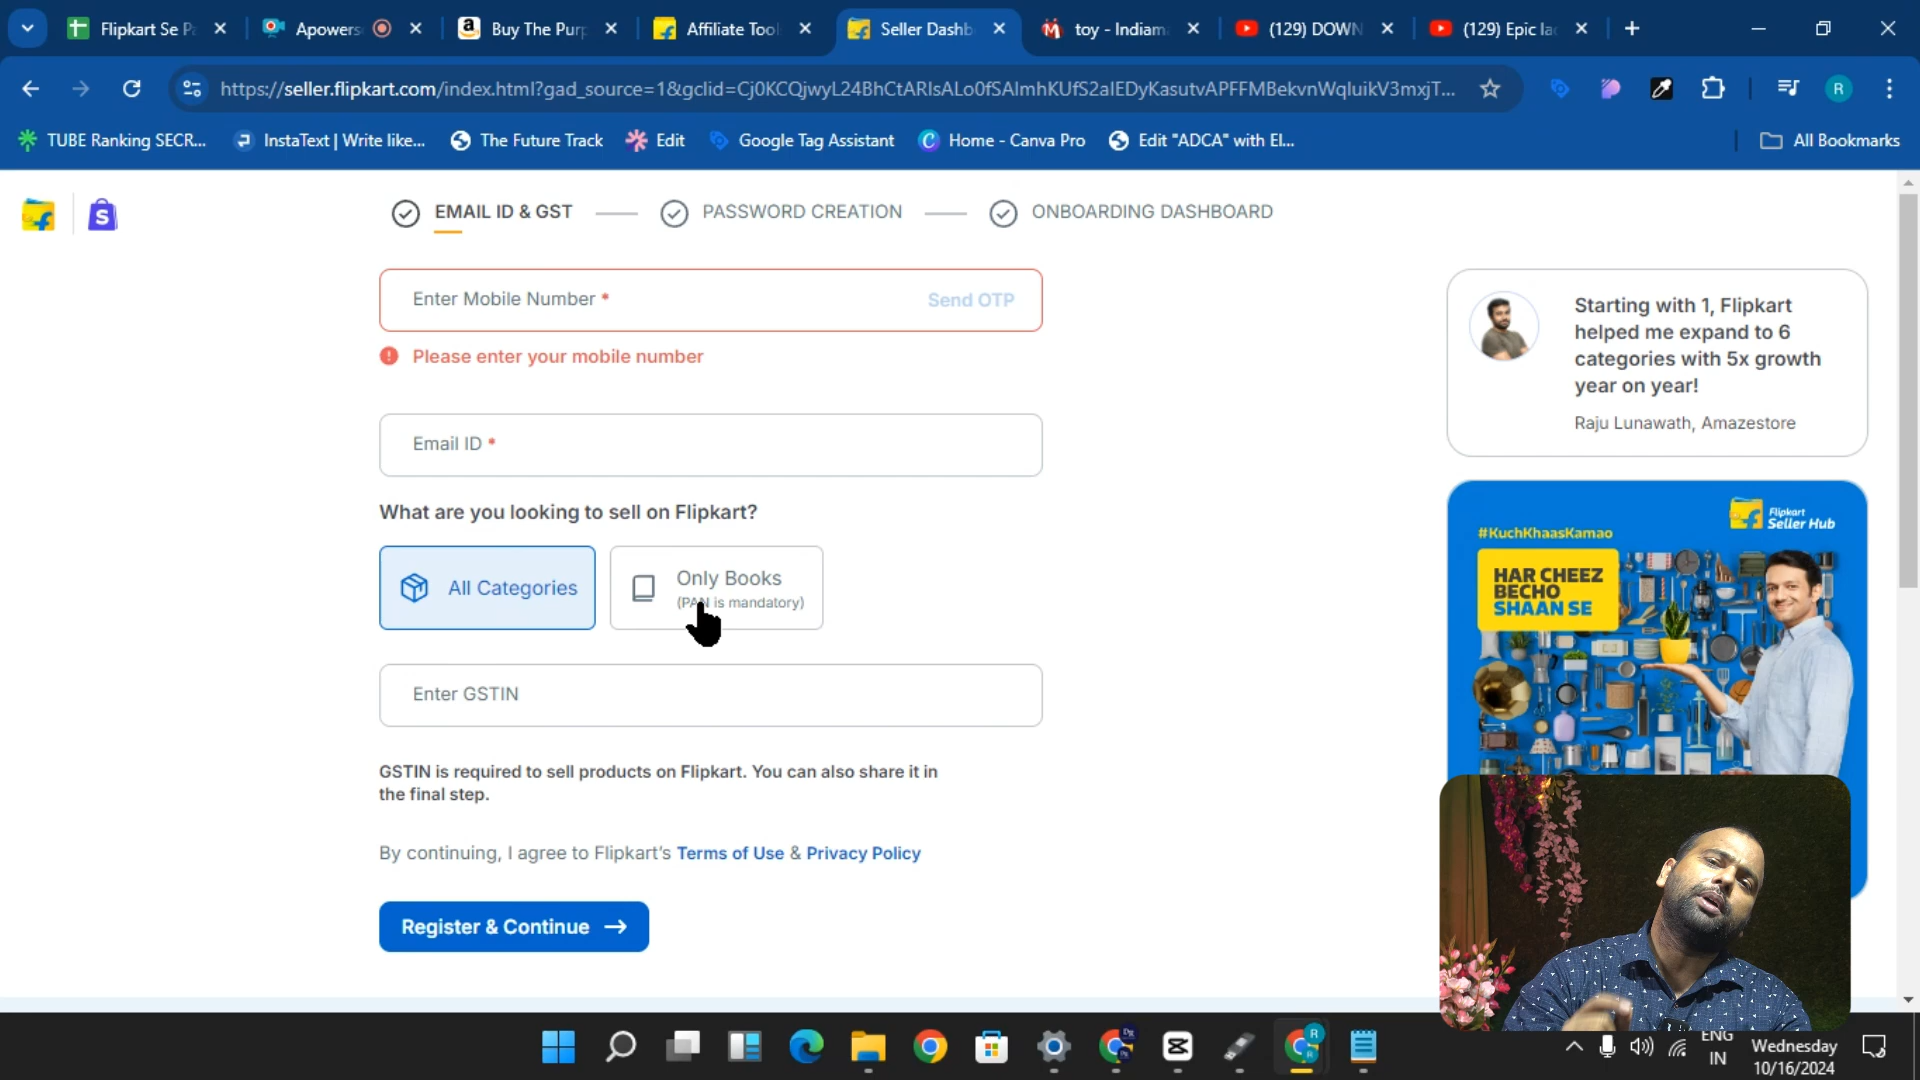 Flipkart Se P
Apowers
Buy The Purp
Affiliate Tool
Seller Dashb
toy - Indiam
(129) DOWN
(129) Epic la
https://seller.flipkart.com/index.html?gad_source=1&gclid=Cj0KCQjwyL24BhCtARIsALo0fSAlmhKUfS2aIEDyKasutvAPFFMBekvnWqIuikV3mxjT...
R
TUBE Ranking SECR...
InstaText | Write like...
The Future Track
Edit
Google Tag Assistant
Home - Canva Pro
Edit "ADCA" with El...
All Bookmarks
EMAIL ID & GST
PASSWORD CREATION
ONBOARDING DASHBOARD
Enter Mobile Number *
Send OTP
Please enter your mobile number
Email ID *
What are you looking to sell on Flipkart?
All Categories
Only Books
(PAN is mandatory)
Enter GSTIN
GSTIN is required to sell products on Flipkart. You can also share it in
the final step.
By continuing, I agree to Flipkart's Terms of Use & Privacy Policy
Register & Continue
Starting with 1, Flipkart
helped me expand to 6
categories with 5x growth
year on year!
Raju Lunawath, Amazestore
Flipkart
Seller Hub
#KuchKhaasKamao
HAR CHEEZ
BECHO
SHAAN SE
ENG
IN
Wednesday
10/16/2024